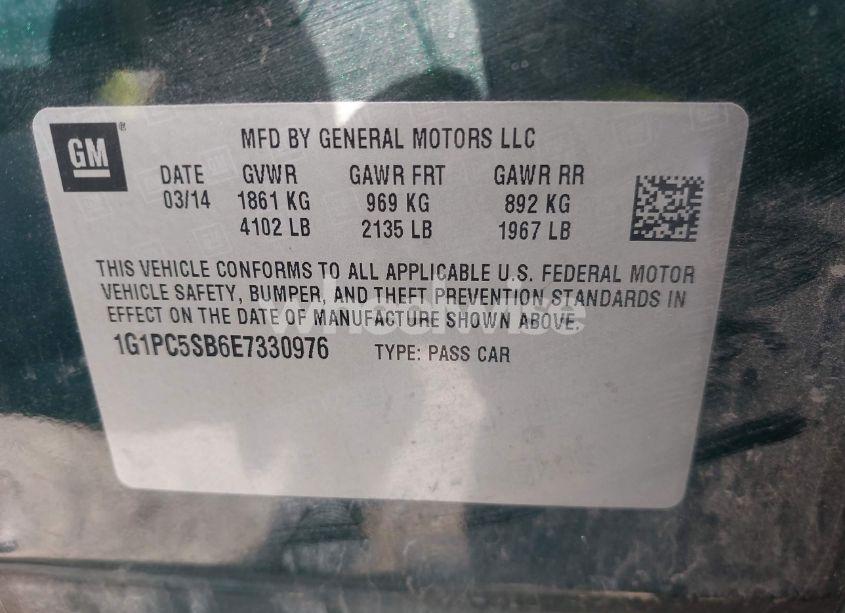 GM
MFD BY GENERAL MOTORS LLC
DATE GVWR GAWR FRT GAWR RR
03/14 1861 KG 969 KG 892 KG
4102 LB 2135 LB 1967 LB
THIS VEHICLE CONFORMS TO ALL APPLICABLE U.S. FEDERAL MOTOR
VEHICLE SAFETY, BUMPER, AND THEFT PREVENTION STANDARDS IN
EFFECT ON THE DATE OF MANUFACTURE SHOWN ABOVE.
1G1PC5SB6E7330976 TYPE: PASS CAR